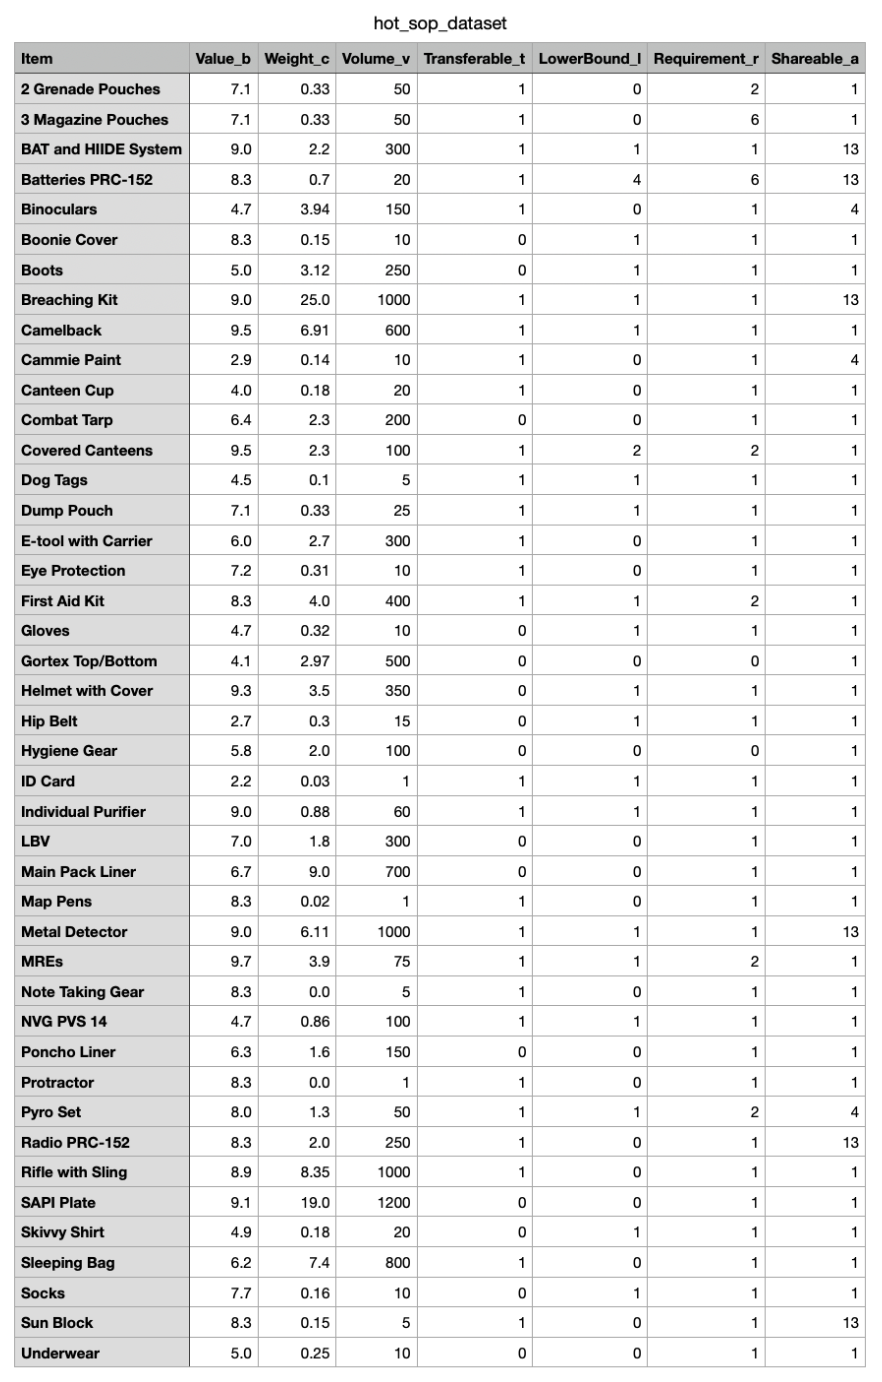 hot_sop_dataset
Item Value_b Weight_c Volume_v Transferable_t LowerBound_l Requirement_r Shareable_a
2 Grenade Pouches 7.1 0.33 50 1 0 2 1
3 Magazine Pouches 7.1 0.33 50 1 0 6 1
BAT and HIIDE System 9.0 2.2 300 1 1 1 13
Batteries PRC-152 8.3 0.7 20 1 4 6 13
Binoculars 4.7 3.94 150 1 0 1 4
Boonie Cover 8.3 0.15 10 0 1 1 1
Boots 5.0 3.12 250 0 1 1 1
Breaching Kit 9.0 25.0 1000 1 1 1 13
Camelback 9.5 6.91 600 1 1 1 1
Cammie Paint 2.9 0.14 10 1 0 1 4
Canteen Cup 4.0 0.18 20 1 0 1 1
Combat Tarp 6.4 2.3 200 0 0 1 1
Covered Canteens 9.5 2.3 100 1 2 2 1
Dog Tags 4.5 0.1 5 1 1 1 1
Dump Pouch 7.1 0.33 25 1 1 1 1
E-tool with Carrier 6.0 2.7 300 1 0 1 1
Eye Protection 7.2 0.31 10 1 0 1 1
First Aid Kit 8.3 4.0 400 1 1 2 1
Gloves 4.7 0.32 10 0 1 1 1
Gortex Top/Bottom 4.1 2.97 500 0 0 0 1
Helmet with Cover 9.3 3.5 350 0 1 1 1
Hip Belt 2.7 0.3 15 0 1 1 1
Hygiene Gear 5.8 2.0 100 0 0 0 1
ID Card 2.2 0.03 1 1 1 1 1
Individual Purifier 9.0 0.88 60 1 1 1 1
LBV 7.0 1.8 300 0 0 1 1
Main Pack Liner 6.7 9.0 700 0 0 1 1
Map Pens 8.3 0.02 1 1 0 1 1
Metal Detector 9.0 6.11 1000 1 1 1 13
MREs 9.7 3.9 75 1 1 2 1
Note Taking Gear 8.3 0.0 5 1 0 1 1
NVG PVS 14 4.7 0.86 100 1 1 1 1
Poncho Liner 6.3 1.6 150 0 0 1 1
Protractor 8.3 0.0 1 1 0 1 1
Pyro Set 8.0 1.3 50 1 1 2 4
Radio PRC-152 8.3 2.0 250 1 0 1 13
Rifle with Sling 8.9 8.35 1000 1 0 1 1
SAPI Plate 9.1 19.0 1200 0 0 1 1
Skivvy Shirt 4.9 0.18 20 0 1 1 1
Sleeping Bag 6.2 7.4 800 1 0 1 1
Socks 7.7 0.16 10 0 1 1 1
Sun Block 8.3 0.15 5 1 0 1 13
Underwear 5.0 0.25 10 0 0 1 1